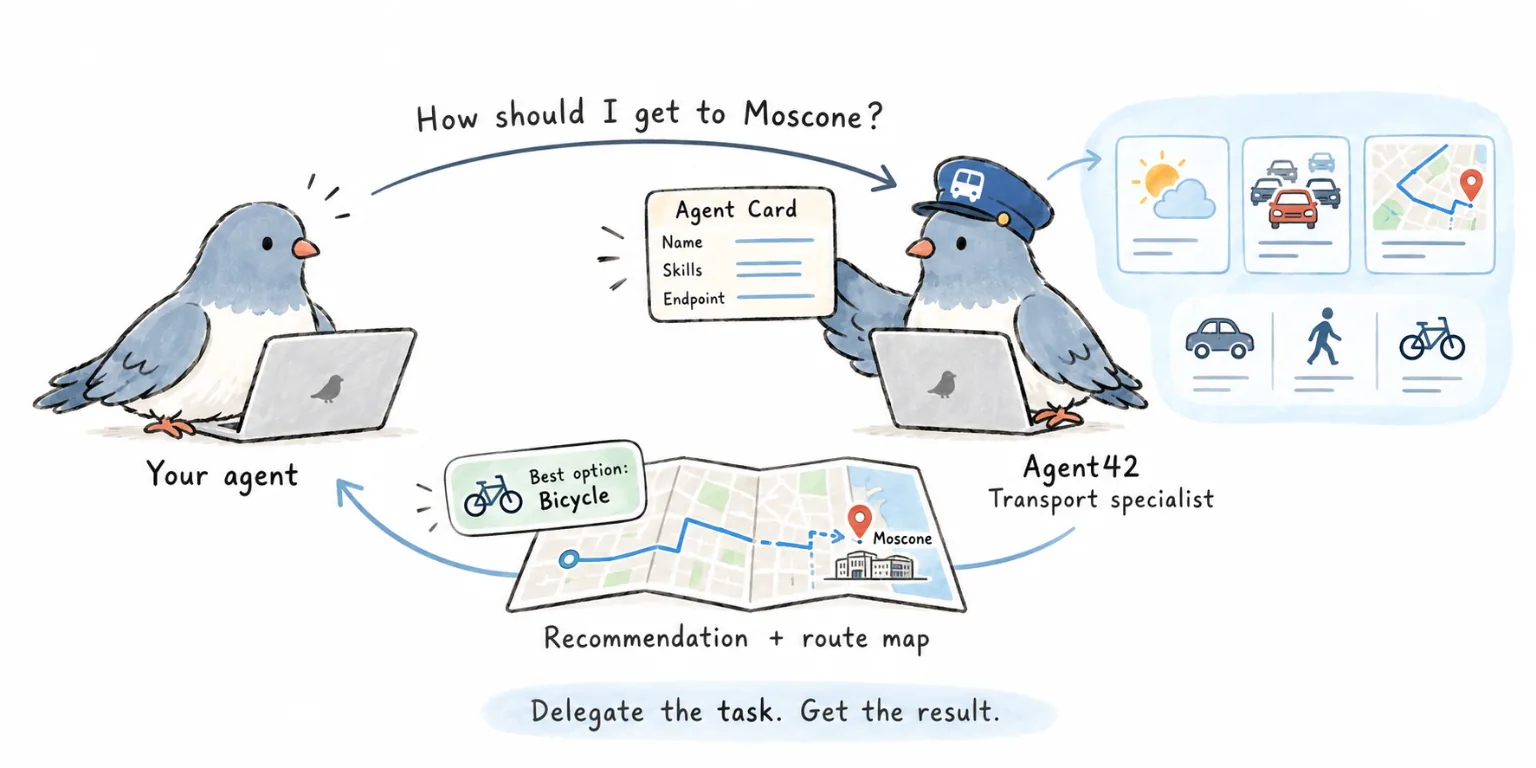 How should I get to Moscone?
Agent Card
Name
Skills
Endpoint
Your agent
Agent42
Transport specialist
Best option:
Bicycle
Moscone
Recommendation + route map
Delegate the task. Get the result.